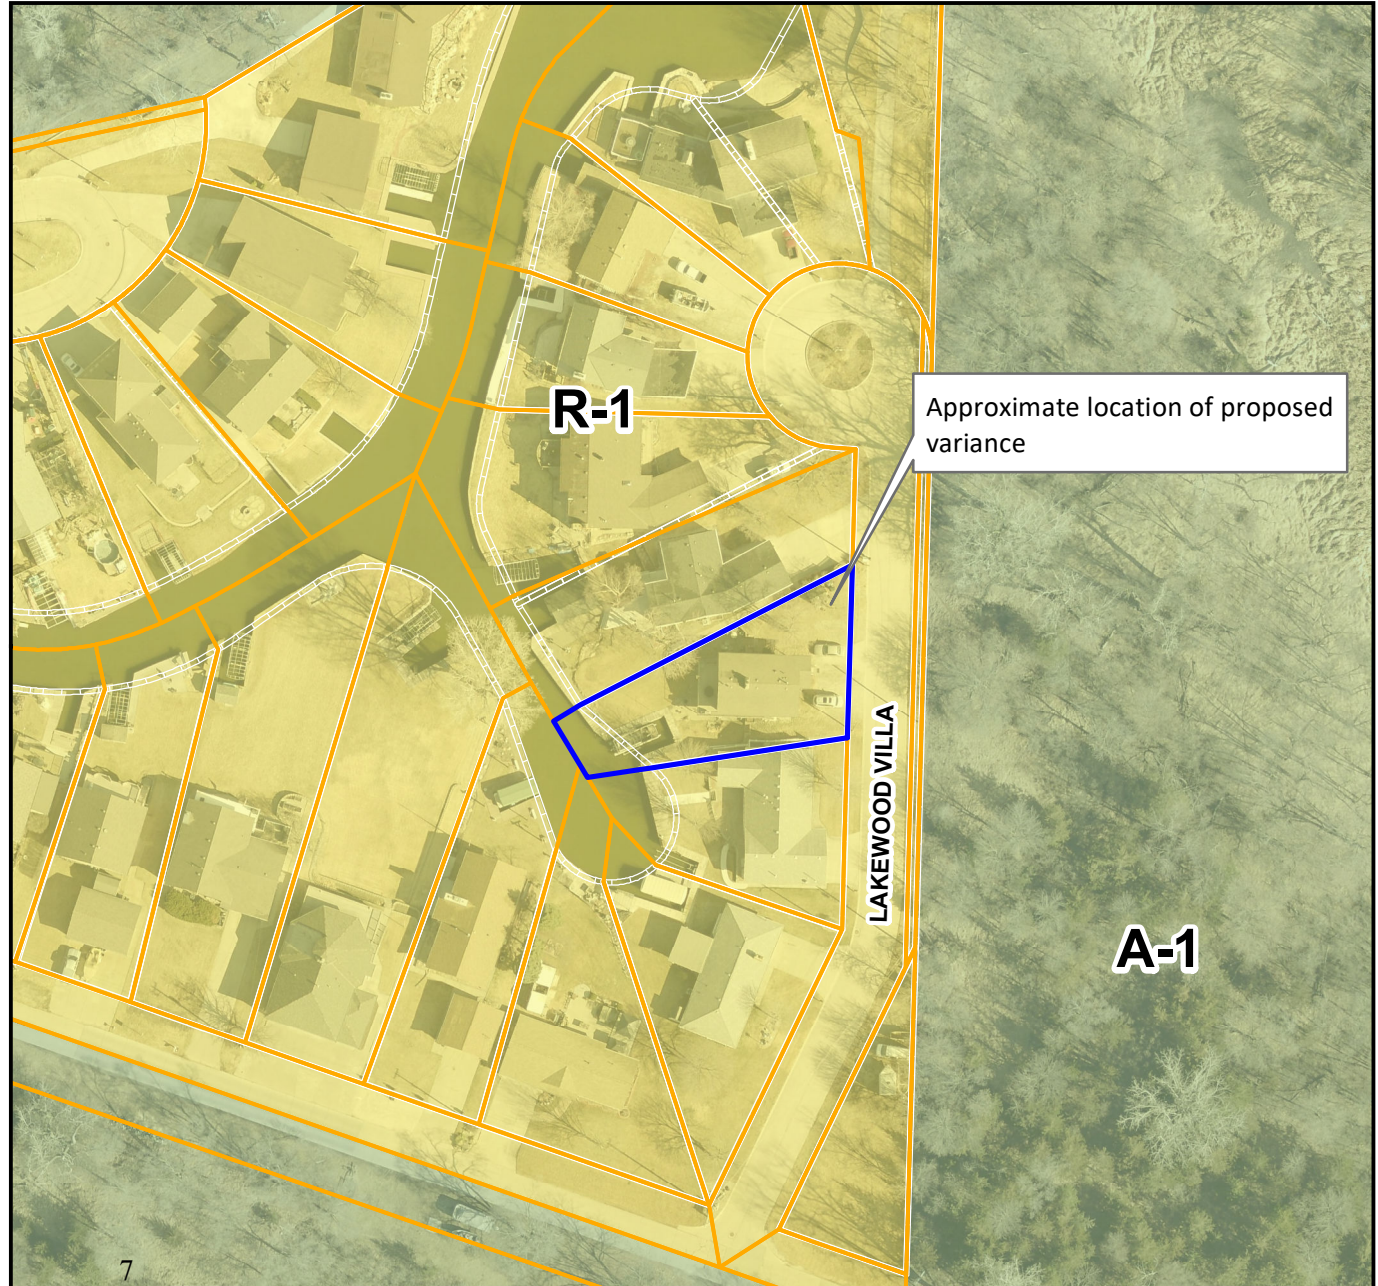 R-1
Approximate location of proposed
variance
LAKEWOOD VILLA
A-1
7